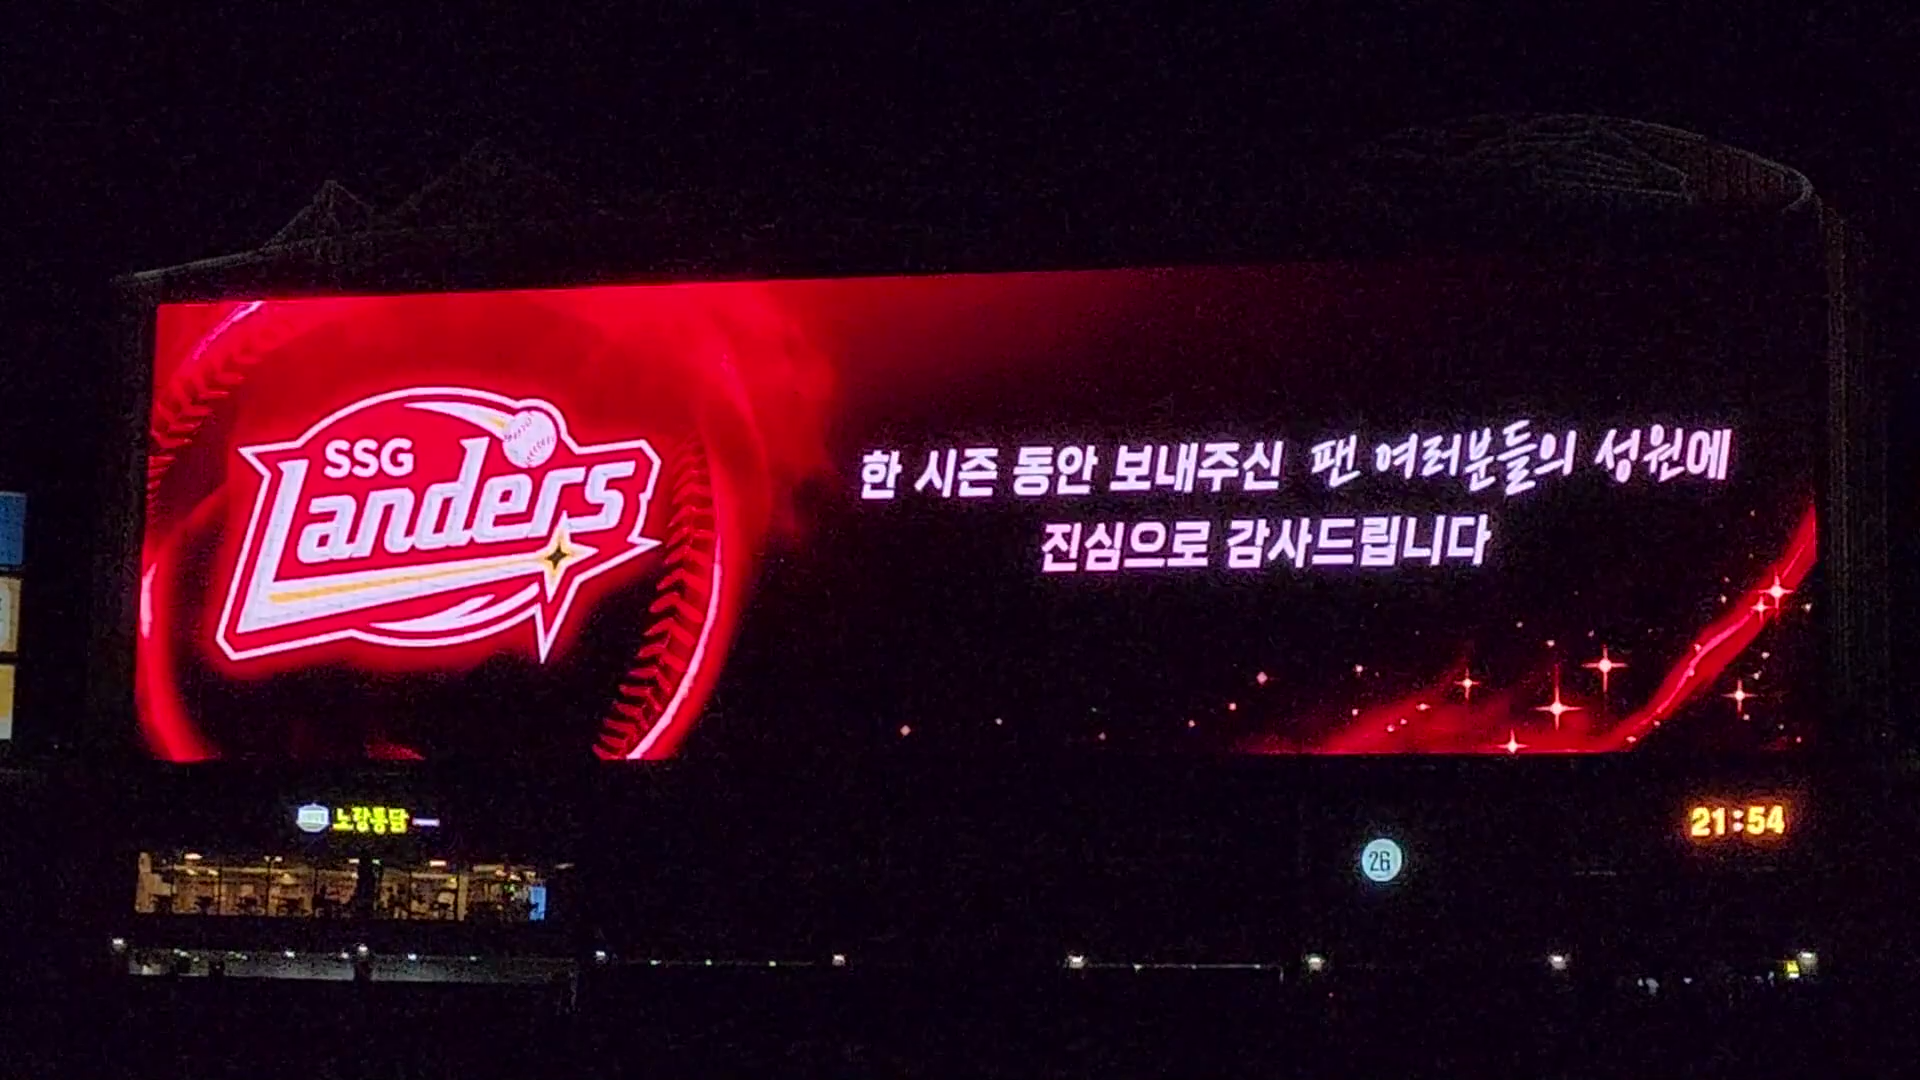 SSG
Landers
한 시즌 동안 보내주신 팬 여러분들의 성원에
진심으로 감사드립니다
노랑통닭
21:54
26